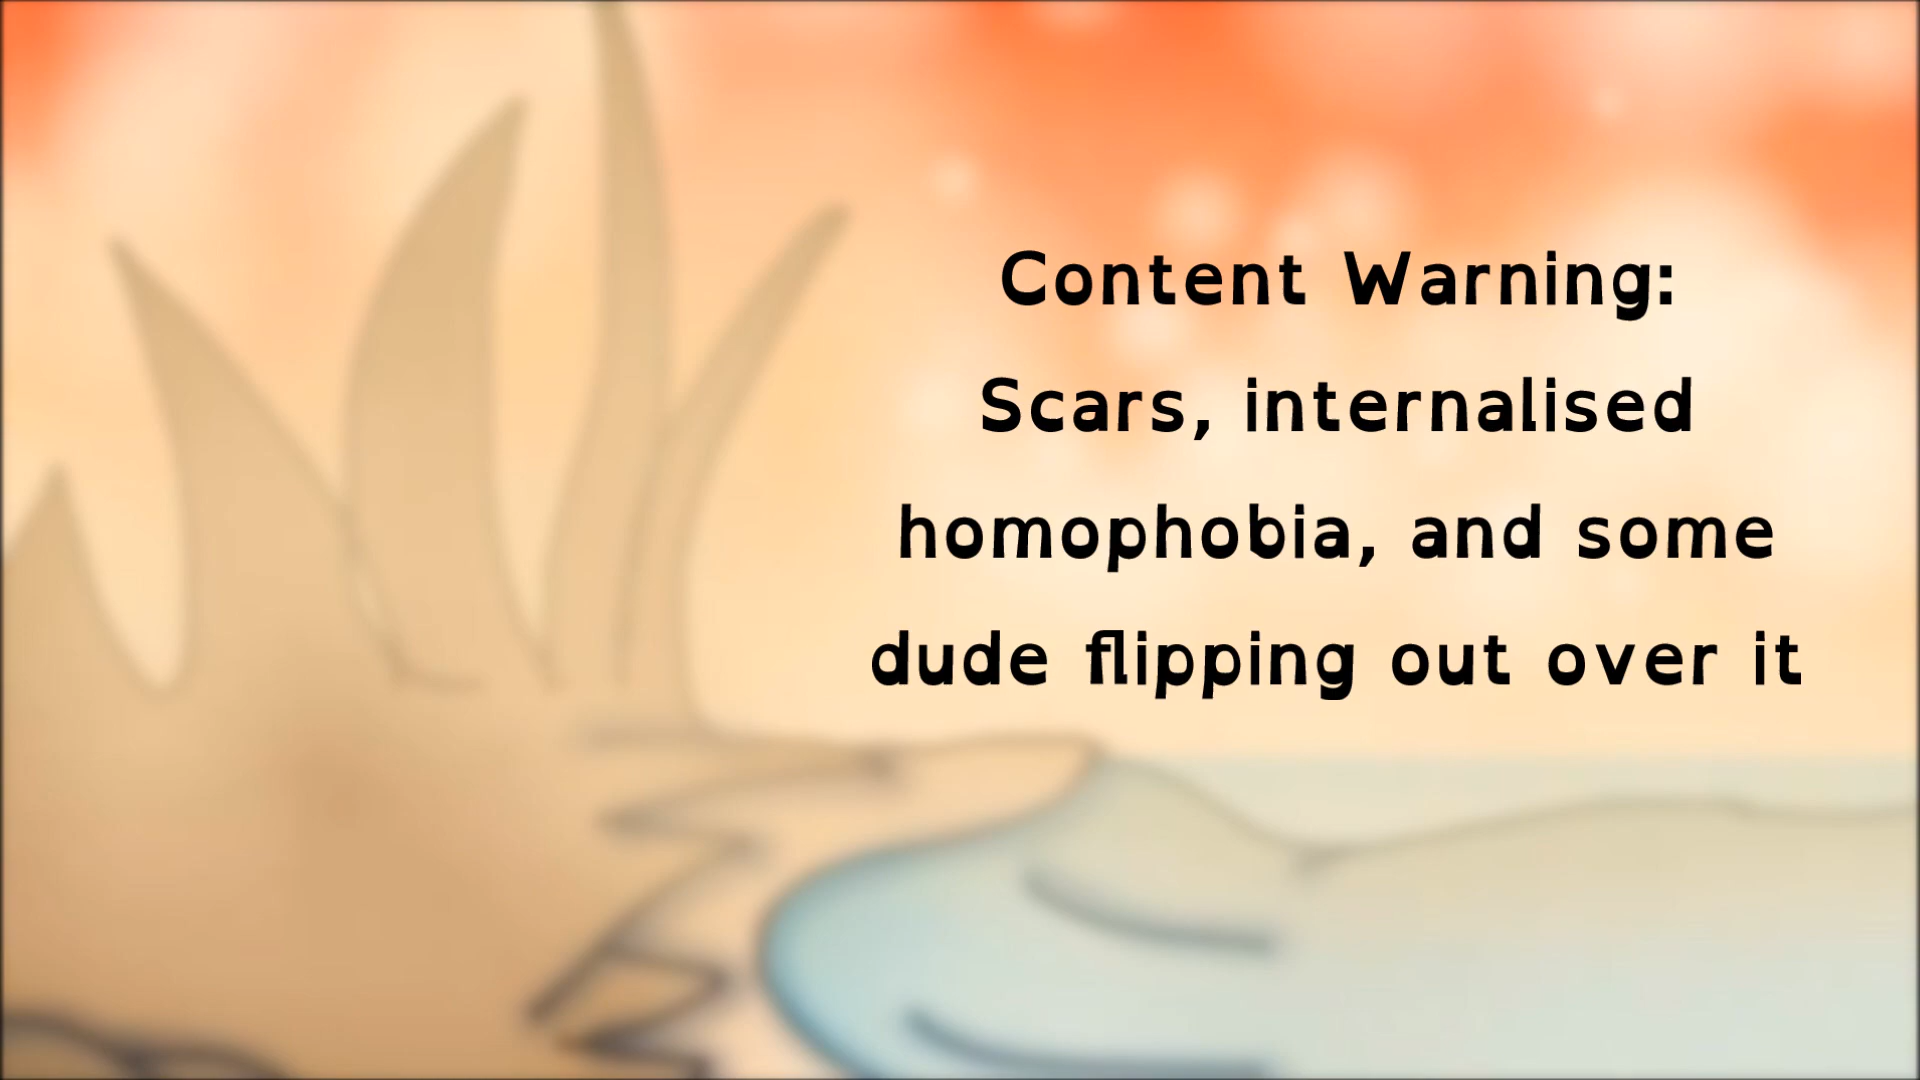 Content Warning:
Scars, internalised
homophobia, and some
dude flipping out over it